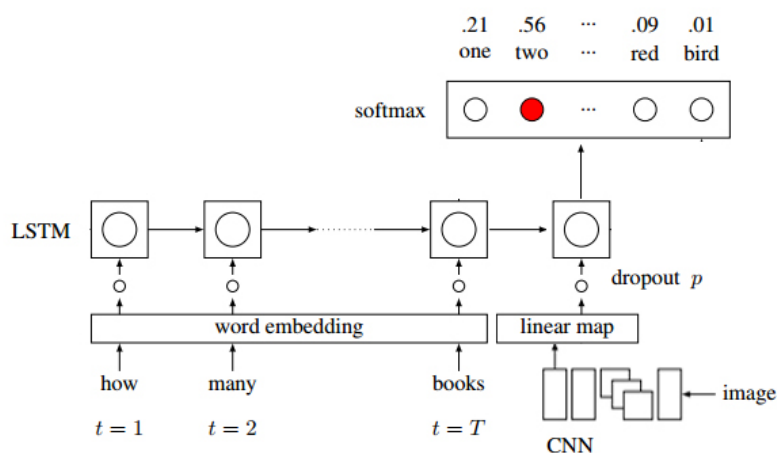 .21 .56 ... .09 .01
one two ... red bird
softmax ...
LSTM
dropout p
word embedding linear map
how many books image
t = 1 t = 2 t = T
CNN